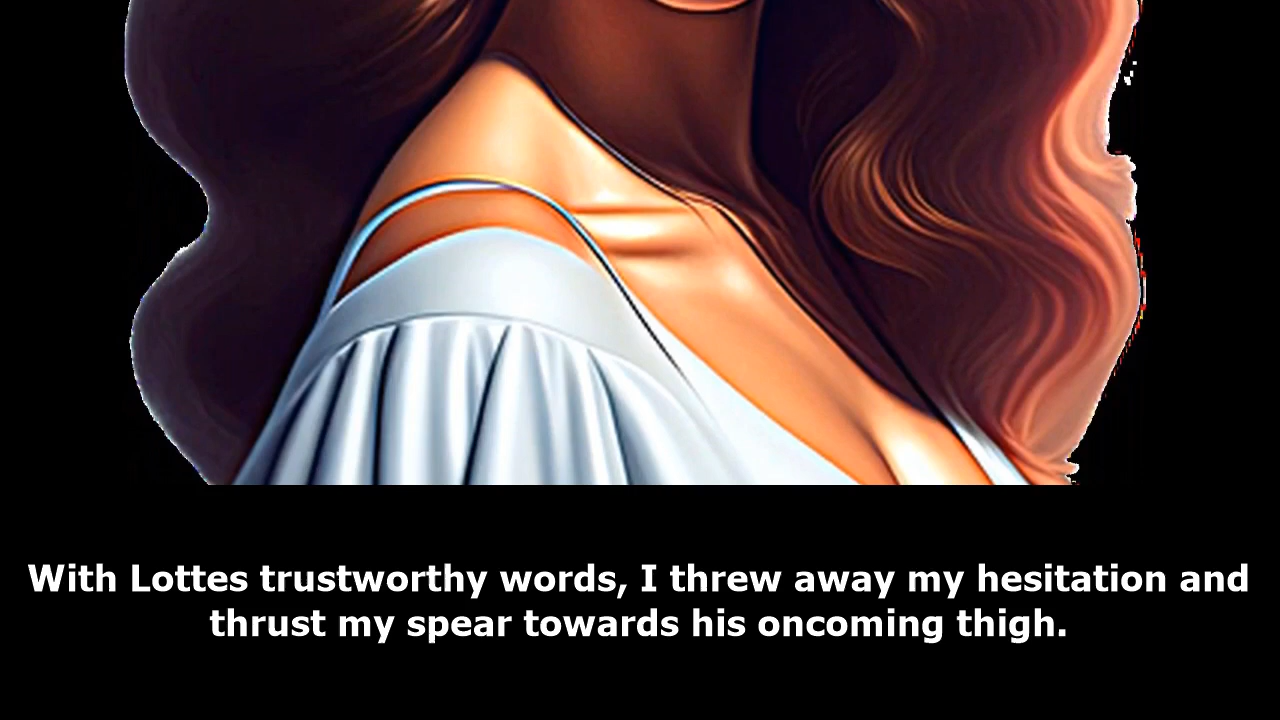 With Lottes trustworthy words, I threw away my hesitation and
thrust my spear towards his oncoming thigh.